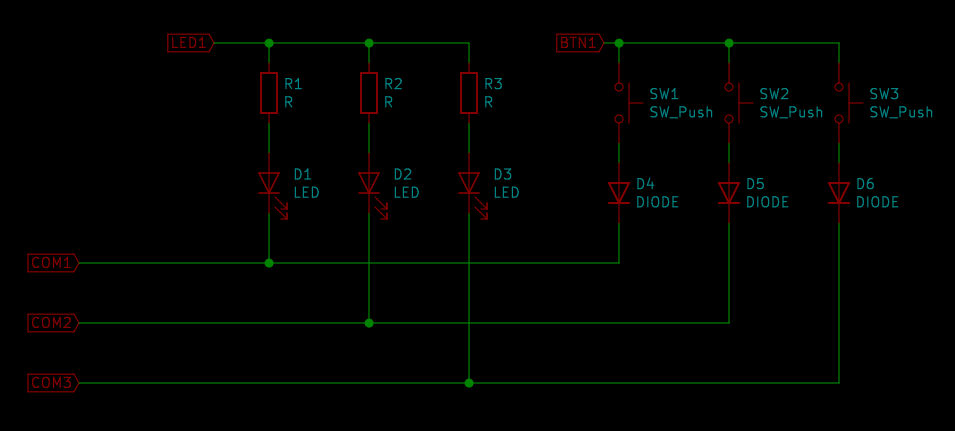 LED1
BTN1
R1
R
R2
R
R3
R
SW1
SW_Push
SW2
SW_Push
SW3
SW_Push
D1
LED
D2
LED
D3
LED
D4
DIODE
D5
DIODE
D6
DIODE
COM1
COM2
COM3